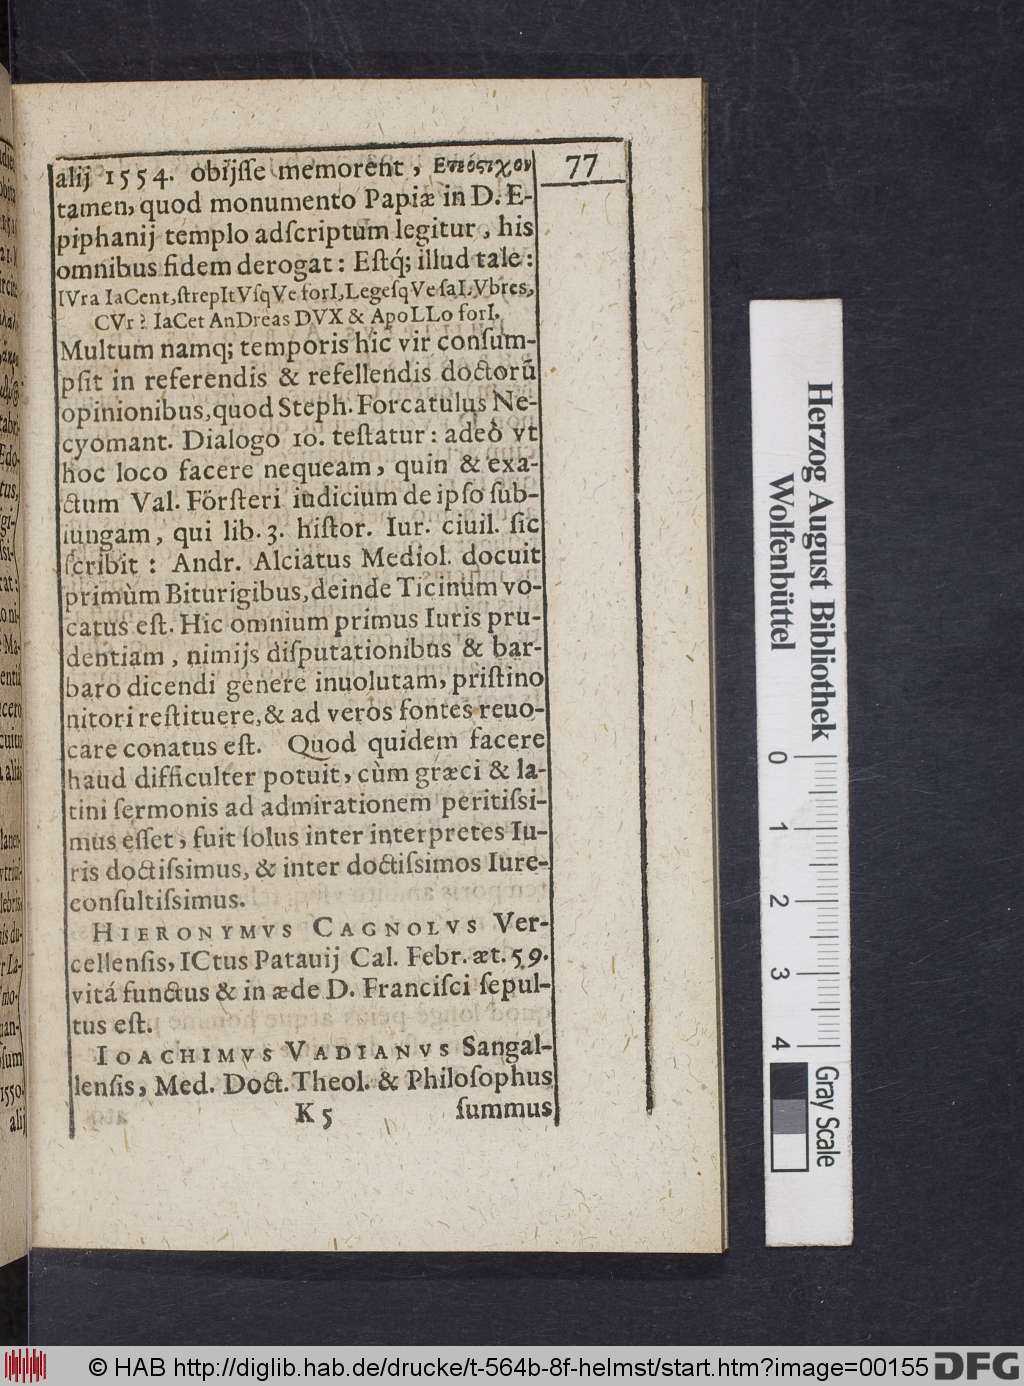 alij 1554. obijſſe memorent, Ετεόςιχον
77
tamen, quod monumento Papiæ in D. E-
piphanij templo adſcriptum legitur, his
omnibus fidem derogat: Eſtq́; illud tale:
IVra IaCent, ſtrepItVſqVe forI, LegeſqVe ſaLVbres,
CVr? IaCet AnDreas DVX & ApoLLo forI.
Multum namq; temporis hic vir conſum-
pſit in referendis & refellendis doctorũ
opinionibus, quod Steph. Forcatulus Ne-
cyomant. Dialogo 10. teſtatur: adeò vt
hoc loco facere nequeam, quin & exa-
ctum Val. Förſteri iudicium de ipſo ſub-
iungam, qui lib. 3. hiſtor. Iur. ciuil. ſic
ſcribit: Andr. Alciatus Mediol. docuit
primùm Biturigibus, deinde Ticinum vo-
catus eſt. Hic omnium primus Iuris pru-
dentiam, nimijs diſputationibus & bar-
baro dicendi genere inuolutam, priſtino
nitori reſtituere, & ad veros fontes reuo-
care conatus eſt. Quod quidem facere
haud difficulter potuit, cùm græci & la-
tini ſermonis ad admirationem peritiſsi-
mus eſſet, fuit ſolus inter interpretes Iu-
ris doctiſsimus, & inter doctiſsimos Iure-
conſultiſsimus.
HIERONYMVS CAGNOLVS Ver-
cellenſis, ICtus Patauij Cal. Febr. æt. 59.
vitá functus & in æde D. Franciſci ſepul-
tus eſt.
IOACHIMVS VADIANVS Sangal-
lenſis, Med. Doct. Theol. & Philoſophus
K 5 ſummus
Herzog August Bibliothek
Wolfenbüttel
0 1 2 3 4
Gray Scale
© HAB http://diglib.hab.de/drucke/t-564b-8f-helmst/start.htm?image=00155
DFG